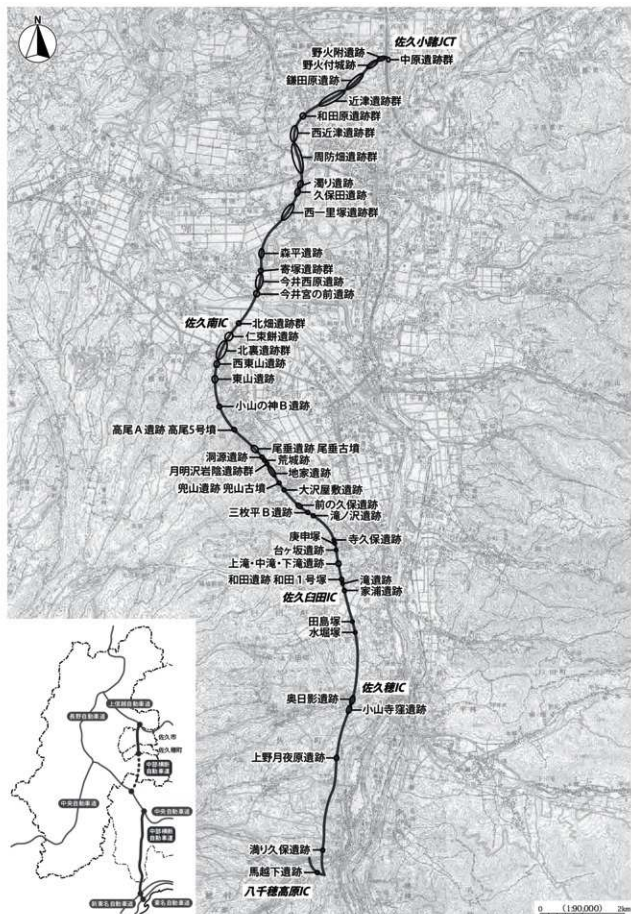 佐久小諸JCT
野火附遺跡
野火付城跡
中原遺跡群
鎌田原遺跡
近津遺跡群
和田原遺跡群
西近津遺跡群
周防畑遺跡群
濁り遺跡
久保田遺跡
西一里塚遺跡群
森平遺跡
寄塚遺跡群
今井西原遺跡
今井宮の前遺跡
佐久南IC
北畑遺跡群
仁束餅遺跡
北裏遺跡群
西東山遺跡
東山遺跡
小山の神B遺跡
高尾A遺跡 高尾5号墳
尾垂遺跡 尾垂古墳
洞源遺跡
荒城跡
月明沢岩陰遺跡群
地家遺跡
兜山遺跡 兜山古墳
大沢屋敷遺跡
前の久保遺跡
三枚平B遺跡
滝ノ沢遺跡
庚申塚
寺久保遺跡
台ヶ坂遺跡
上滝・中滝・下滝遺跡
和田遺跡 和田1号塚
滝遺跡
佐久臼田IC
家浦遺跡
田島塚
水堀塚
佐久穂IC
奥日影遺跡
小山寺窪遺跡
上野月夜原遺跡
満り久保遺跡
馬越下遺跡
八千穂高原IC
上信越自動車道
長野自動車道
佐久市
佐久穂町
中部横断
自動車道
中央自動車道
中央自動車道
中部横断
自動車道
新東名自動車道
東名自動車道
0 (1:90,000) 2km